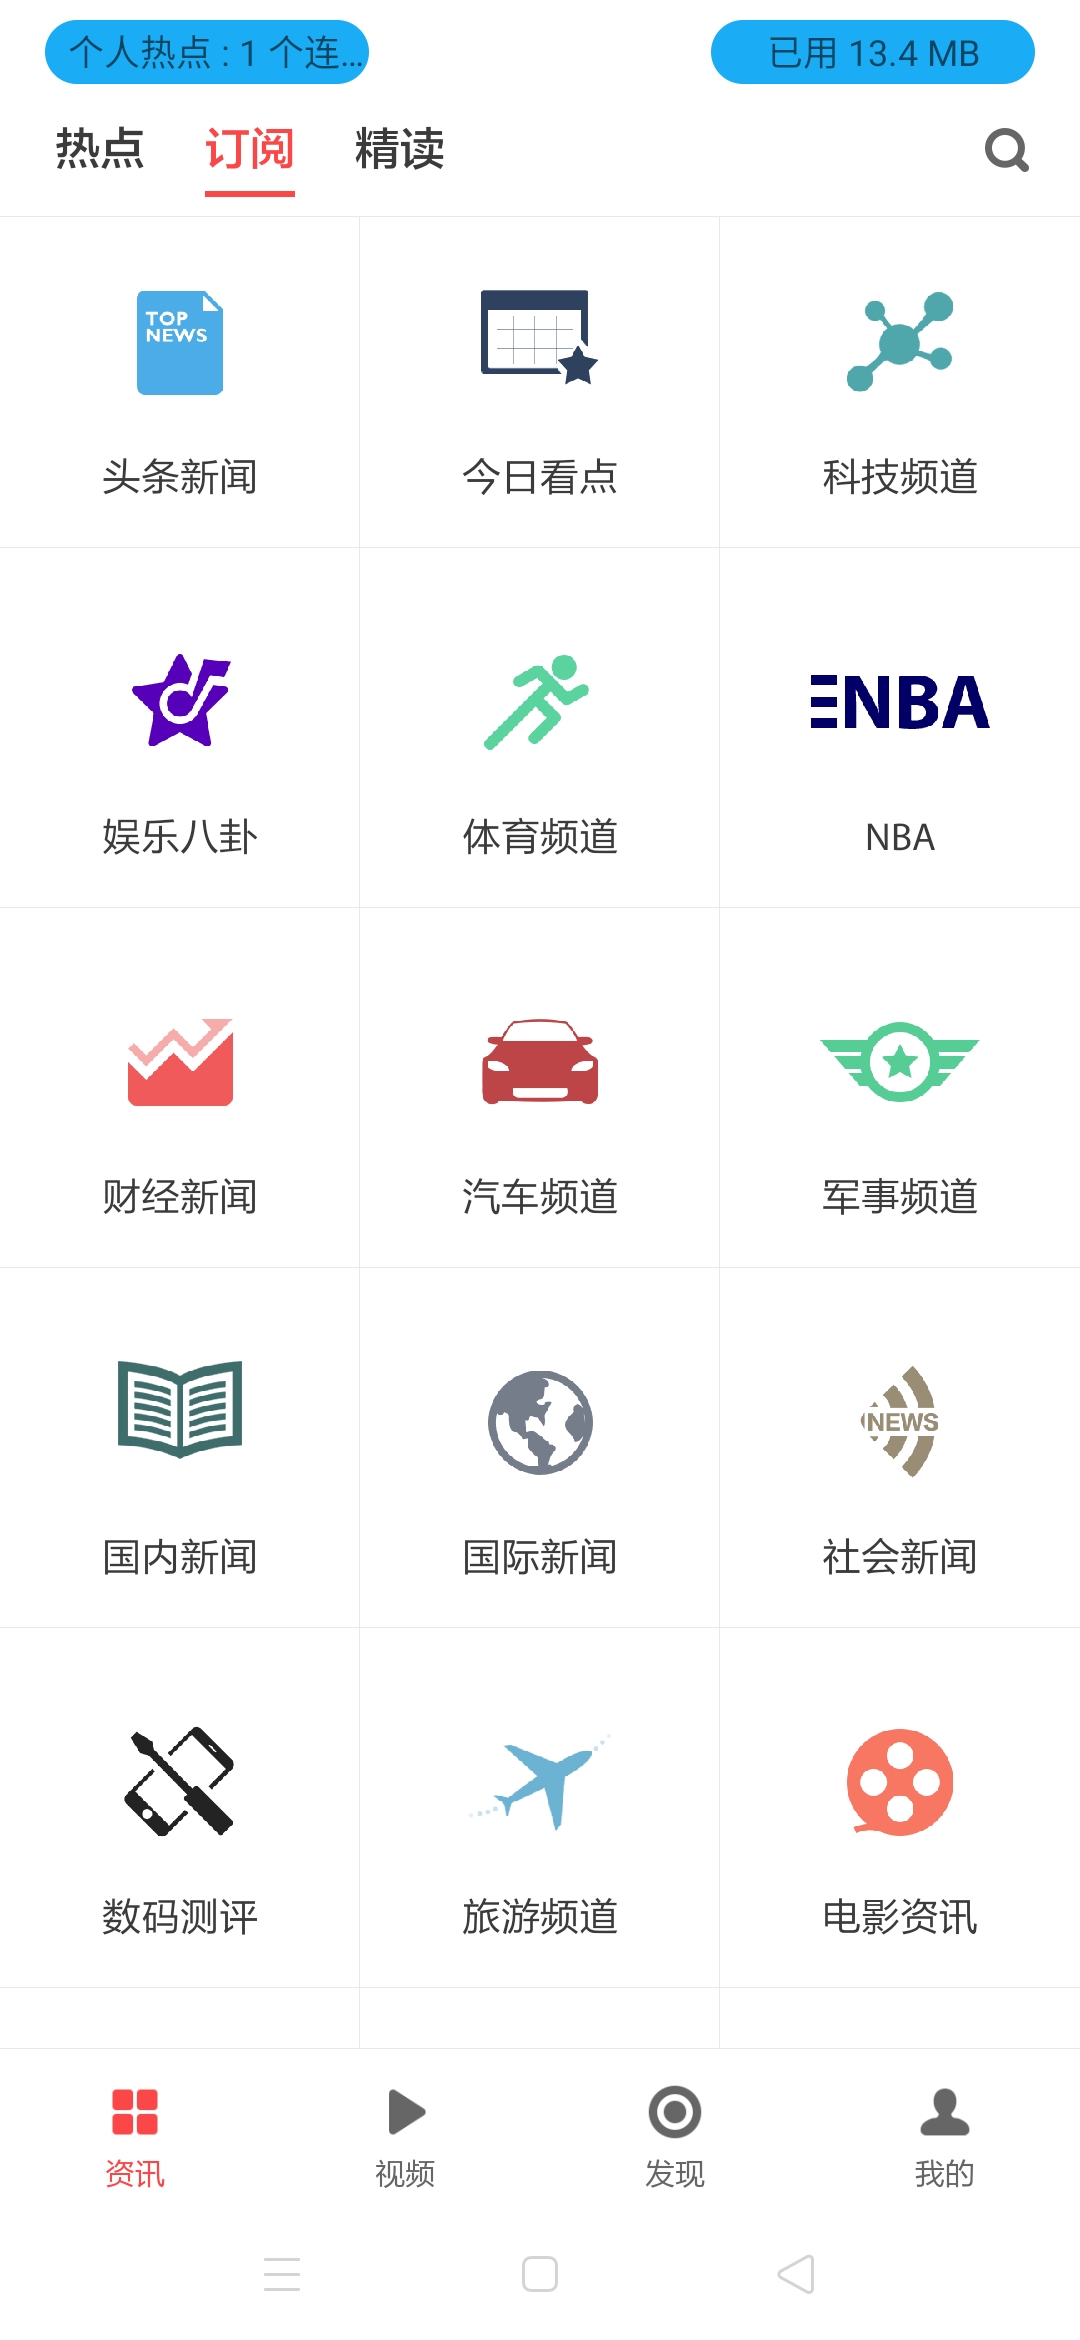 个人热点 : 1 个连...
已用 13.4 MB
热点
订阅
精读
TOP
NEWS
头条新闻
今日看点
科技频道
娱乐八卦
体育频道
NBA
NBA
财经新闻
汽车频道
军事频道
国内新闻
国际新闻
NEWS
社会新闻
数码测评
旅游频道
电影资讯
资讯
视频
发现
我的